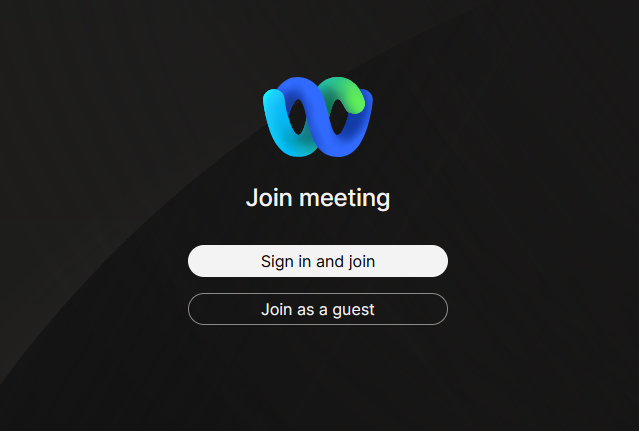 Join meeting
Sign in and join
Join as a guest